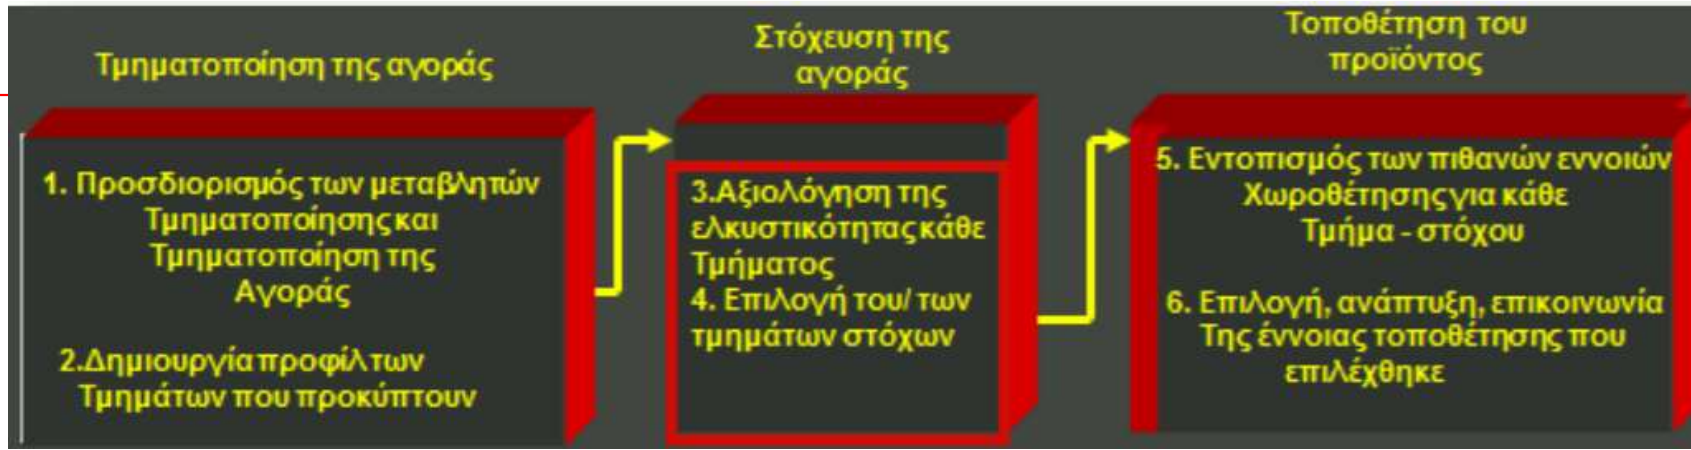 Τμηματοποίηση της αγοράς
1. Προσδιορισμός των μεταβλητών
Τμηματοποίησης και
Τμηματοποίηση της
Αγοράς
2.Δημιουργία προφίλ των
Τμημάτων που προκύπτουν
Στόχευση της
αγοράς
3.Αξιολόγηση της
ελκυστικότητας κάθε
Τμήματος
4. Επιλογή του/ των
τμημάτων στόχων
Τοποθέτηση του
προϊόντος
5. Εντοπισμός των πιθανών εννοιών
Χωροθέτησης για κάθε
Τμήμα - στόχου
6. Επιλογή, ανάπτυξη, επικοινωνία
Της έννοιας τοποθέτησης που
επιλέχθηκε